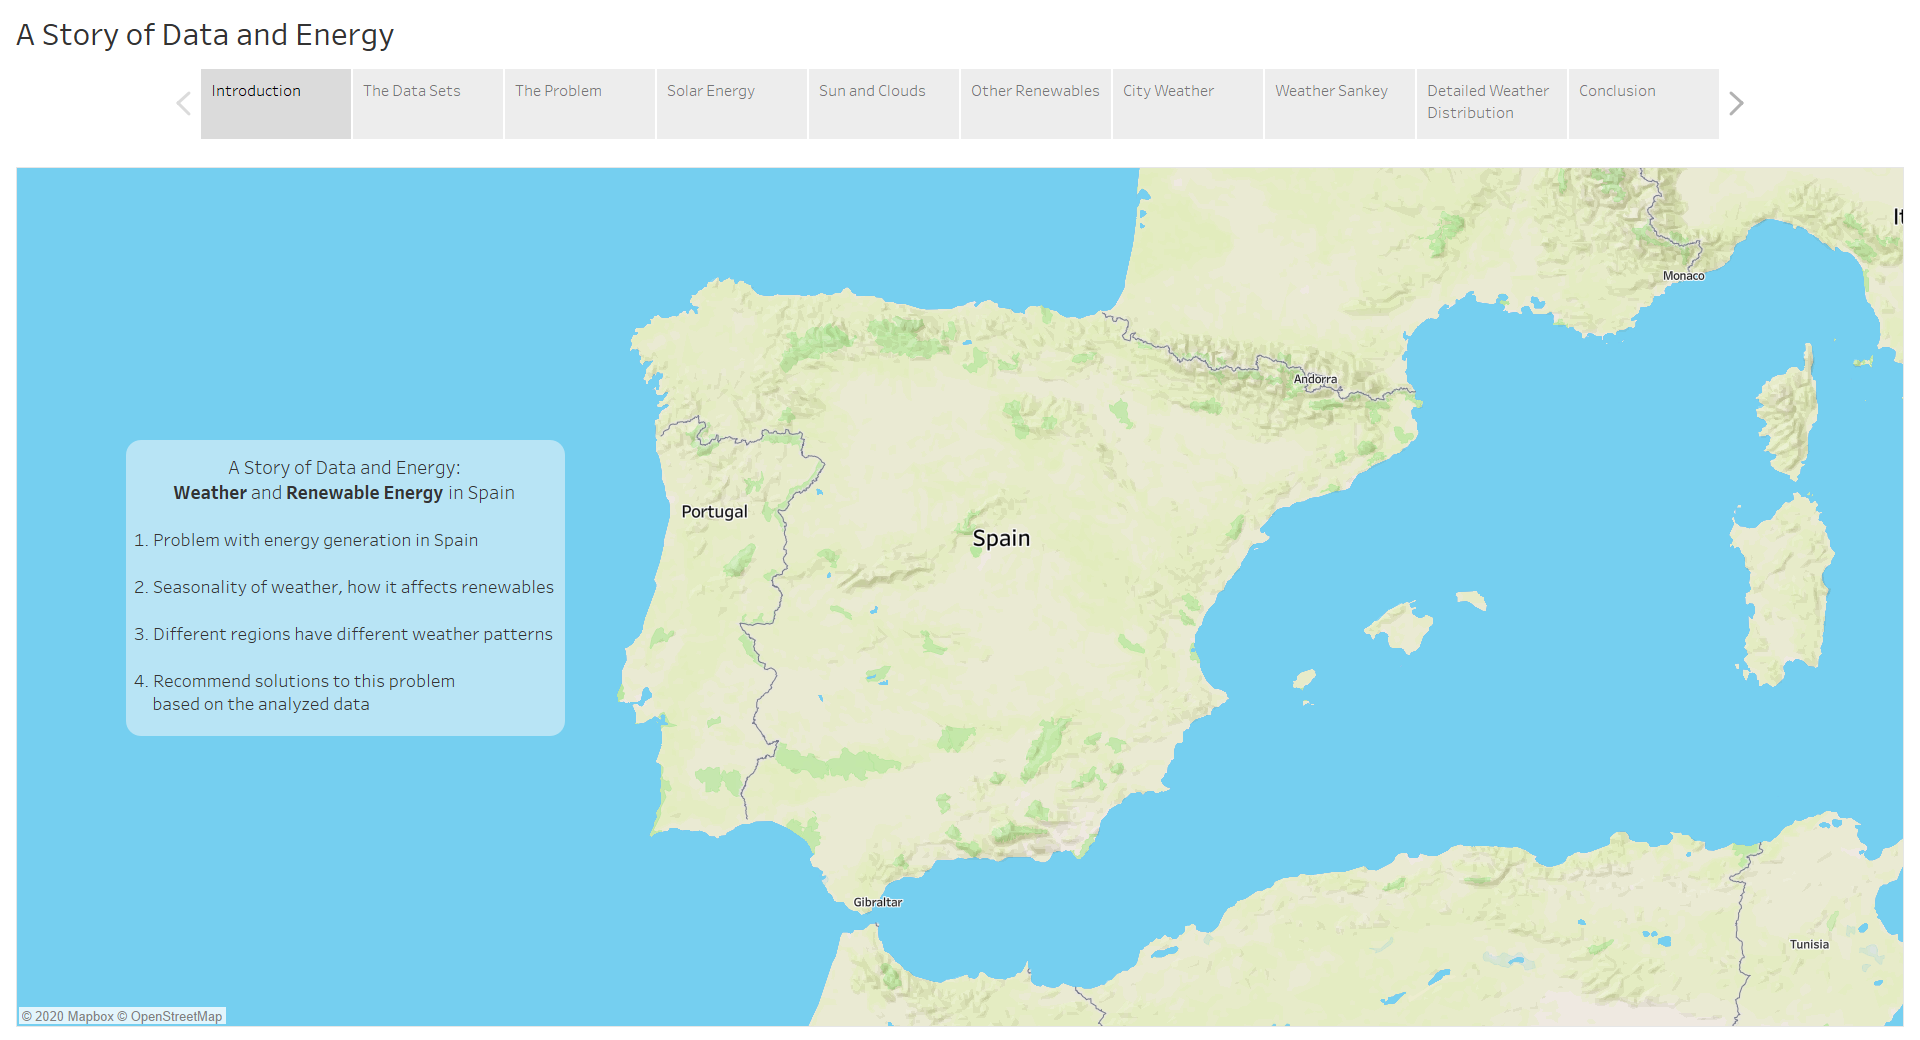 A Story of Data and Energy
Introduction
The Data Sets
The Problem
Solar Energy
Sun and Clouds
Other Renewables
City Weather
Weather Sankey
Detailed Weather
Distribution
Conclusion
It
Monaco
Andorra
A Story of Data and Energy:
Weather and Renewable Energy in Spain
1. Problem with energy generation in Spain
2. Seasonality of weather, how it affects renewables
3. Different regions have different weather patterns
4. Recommend solutions to this problem
based on the analyzed data
Portugal
Spain
Gibraltar
Tunisia
© 2020 Mapbox © OpenStreetMap